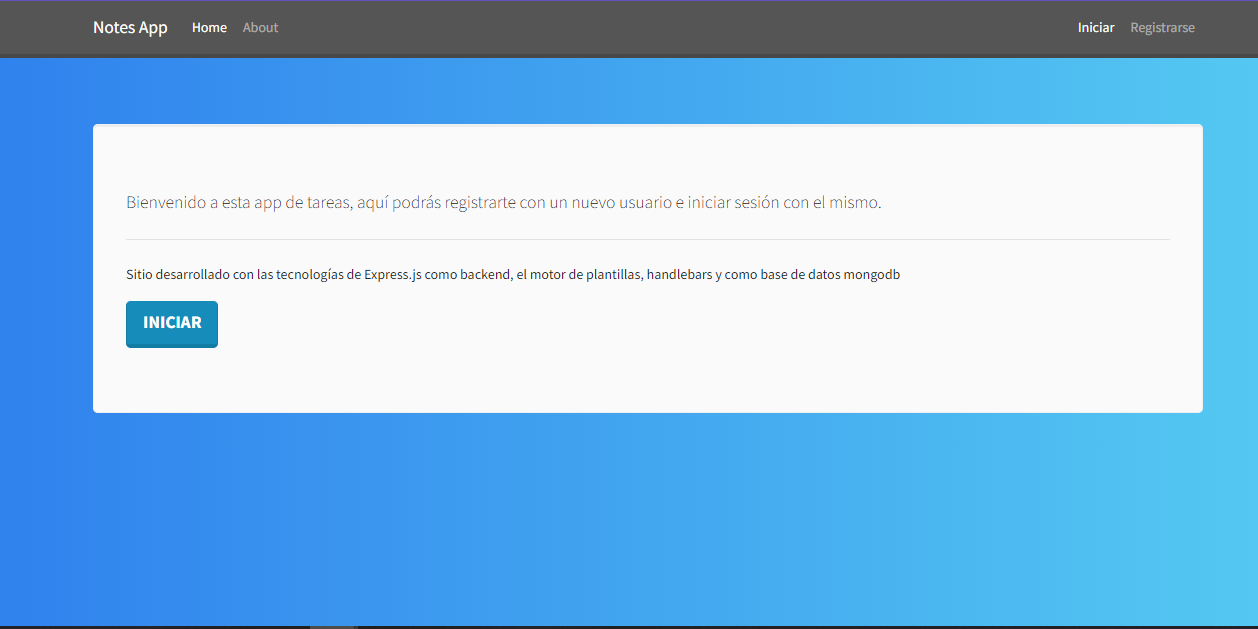 Notes App Home About Iniciar Registrarse
Bienvenido a esta app de tareas, aquí podrás registrarte con un nuevo usuario e iniciar sesión con el mismo.
Sitio desarrollado con las tecnologías de Express.js como backend, el motor de plantillas, handlebars y como base de datos mongodb
INICIAR